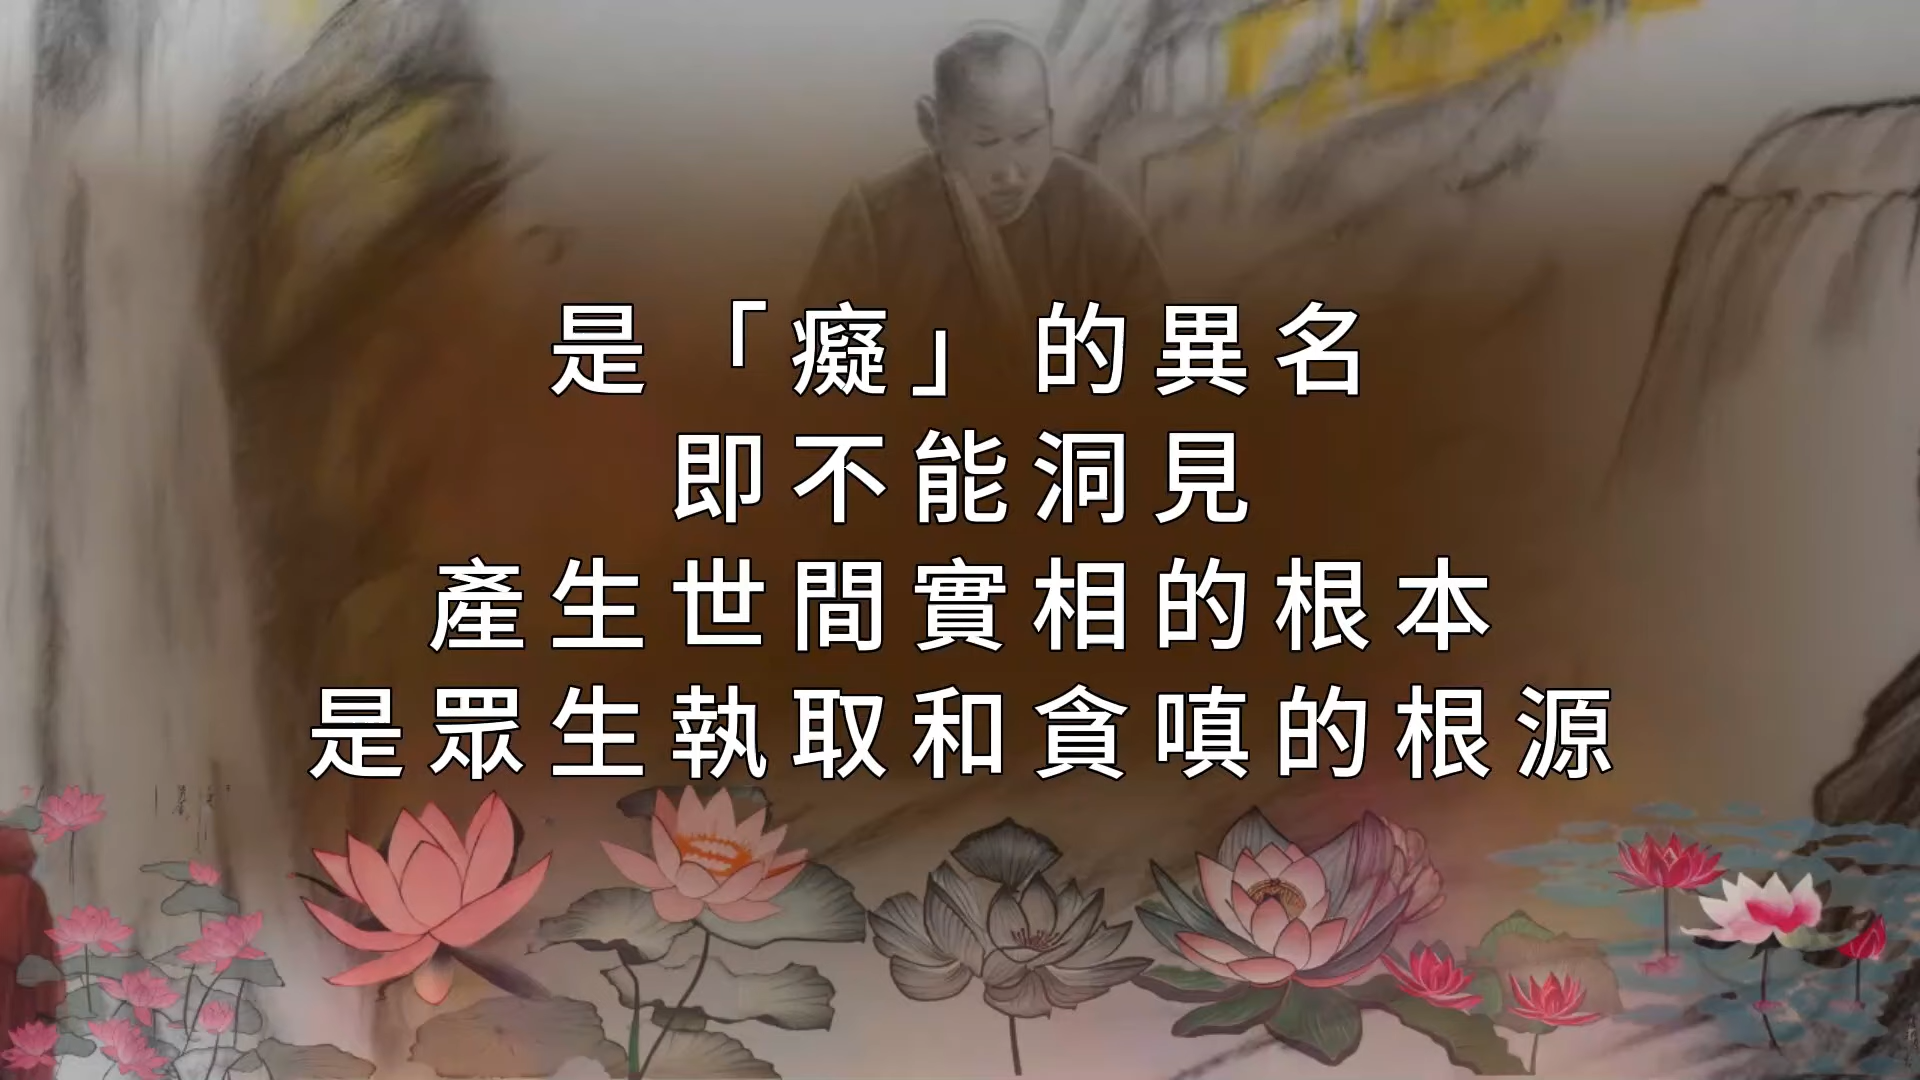 是「癡」的異名
即不能洞見
產生世間實相的根本
是眾生執取和貪嗔的根源